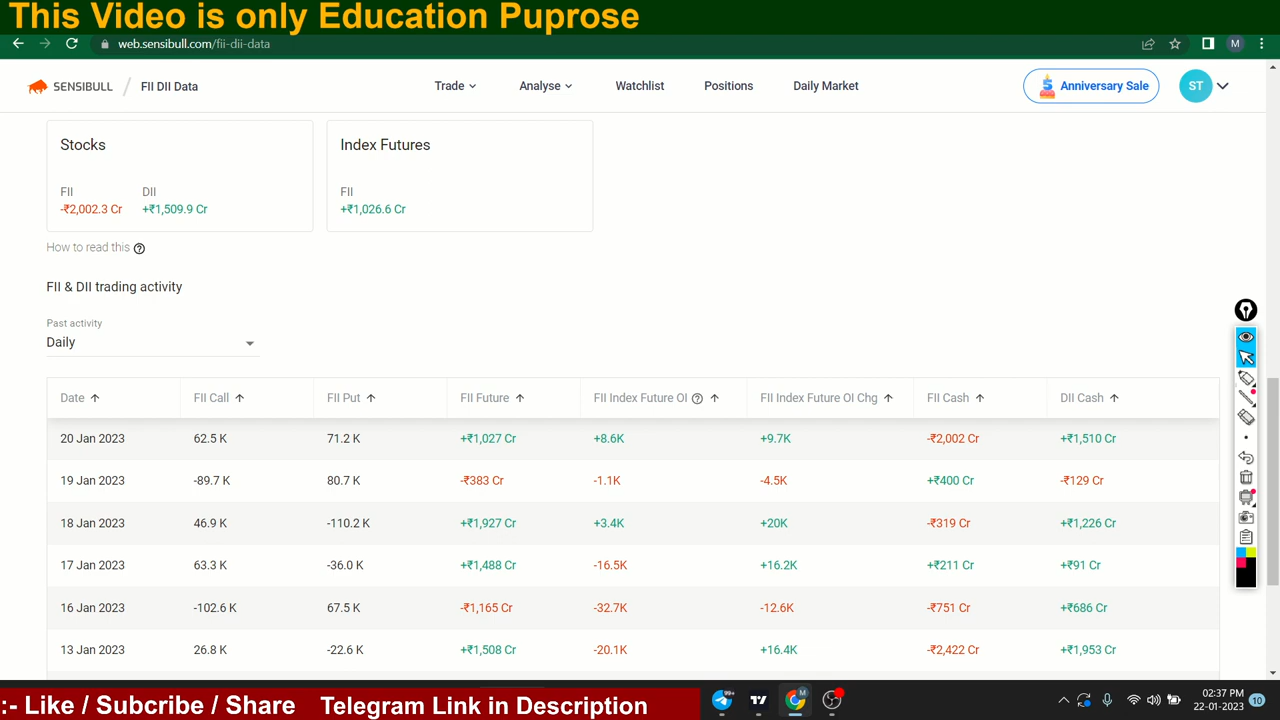 This Video is only Education Puprose
web.sensibull.com/fii-dii-data
M
SENSIBULL / FII DII Data Trade Analyse Watchlist Positions Daily Market 5 Anniversary Sale ST
Stocks Index Futures
FII DII FII
-₹2,002.3 Cr +₹1,509.9 Cr +₹1,026.6 Cr
How to read this ?
FII & DII trading activity
Past activity
Daily
Date FII Call FII Put FII Future FII Index Future OI ? FII Index Future OI Chg FII Cash DII Cash
20 Jan 2023 62.5 K 71.2 K +₹1,027 Cr +8.6K +9.7K -₹2,002 Cr +₹1,510 Cr
19 Jan 2023 -89.7 K 80.7 K -₹383 Cr -1.1K -4.5K +₹400 Cr -₹129 Cr
18 Jan 2023 46.9 K -110.2 K +₹1,927 Cr +3.4K +20K -₹319 Cr +₹1,226 Cr
17 Jan 2023 63.3 K -36.0 K +₹1,488 Cr -16.5K +16.2K +₹211 Cr +₹91 Cr
16 Jan 2023 -102.6 K 67.5 K -₹1,165 Cr -32.7K -12.6K -₹751 Cr +₹686 Cr
13 Jan 2023 26.8 K -22.6 K +₹1,508 Cr -20.1K +16.4K -₹2,422 Cr +₹1,953 Cr
:- Like / Subcribe / Share Telegram Link in Description
99+
M
02:37 PM
22-01-2023
10